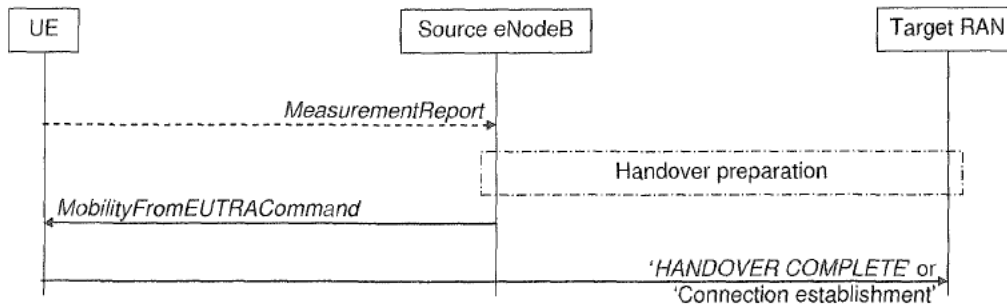 UE
Source eNodeB
Target RAN
MeasurementReport
Handover preparation
MobilityFromEUTRACommand
'HANDOVER COMPLETE' or
'Connection establishment'